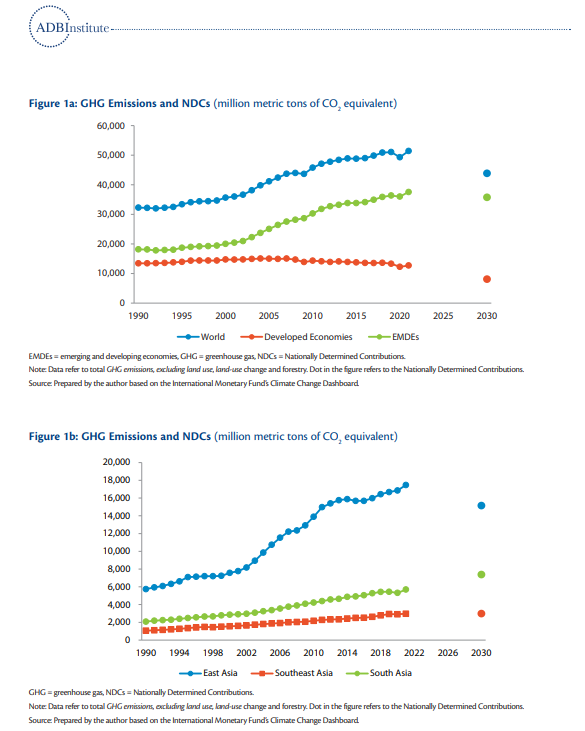 ADBInstitute
Figure 1a: GHG Emissions and NDCs (million metric tons of CO2 equivalent)
60,000
50,000
40,000
30,000
20,000
10,000
0
1990 1995 2000 2005 2010 2015 2020 2025 2030
World Developed Economies EMDEs
EMDEs = emerging and developing economies, GHG = greenhouse gas, NDCs = Nationally Determined Contributions.
Note: Data refer to total GHG emissions, excluding land use, land-use change and forestry. Dot in the figure refers to the Nationally Determined Contributions.
Source: Prepared by the author based on the International Monetary Fund's Climate Change Dashboard.
Figure 1b: GHG Emissions and NDCs (million metric tons of CO2 equivalent)
20,000
18,000
16,000
14,000
12,000
10,000
8,000
6,000
4,000
2,000
0
1990 1994 1998 2002 2006 2010 2014 2018 2022 2026 2030
East Asia Southeast Asia South Asia
GHG = greenhouse gas, NDCs = Nationally Determined Contributions.
Note: Data refer to total GHG emissions, excluding land use, land-use change and forestry. Dot in the figure refers to the Nationally Determined Contributions.
Source: Prepared by the author based on the International Monetary Fund's Climate Change Dashboard.